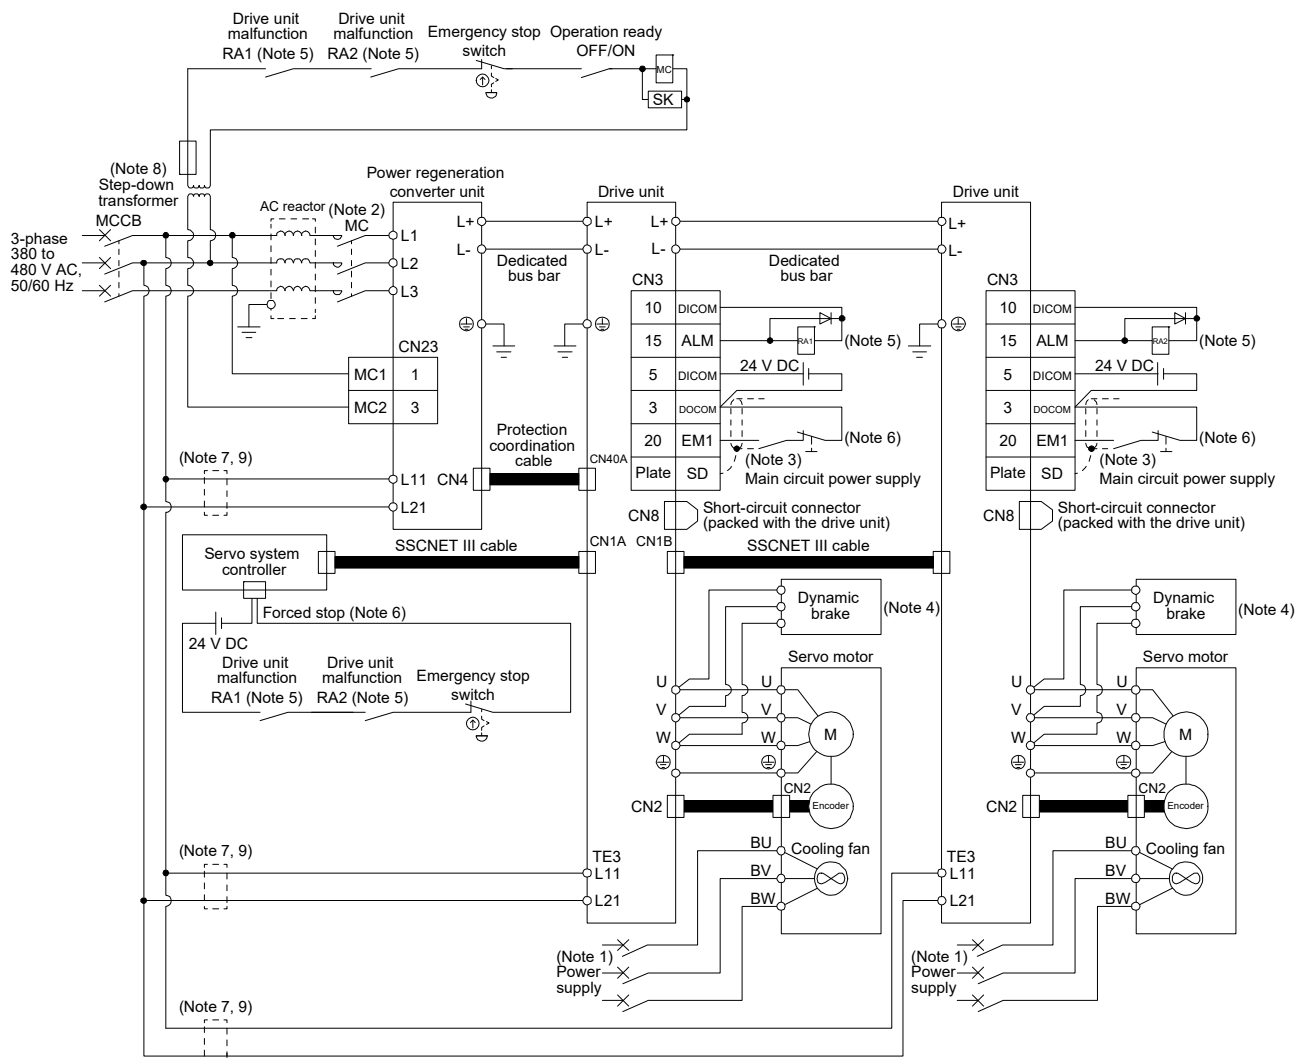 Drive unit
malfunction
RA1 (Note 5)
Drive unit
malfunction
RA2 (Note 5)
Emergency stop
switch
Operation ready
OFF/ON
MC
SK
(Note 8)
Step-down
transformer
MCCB
3-phase
380 to
480 V AC,
50/60 Hz
AC reactor
(Note 2)
MC
Power regeneration
converter unit
L1
L2
L3
L+
L-
CN23
MC1
1
MC2
3
Dedicated
bus bar
Drive unit
L+
L-
L+
L-
Dedicated
bus bar
Drive unit
L+
L-
CN3
10
DICOM
15
ALM
RA1
(Note 5)
5
DICOM
24 V DC
3
DOCOM
20
EM1
(Note 6)
Plate
SD
(Note 3)
Main circuit power supply
CN3
10
DICOM
15
ALM
RA2
(Note 5)
5
DICOM
24 V DC
3
DOCOM
20
EM1
(Note 6)
Plate
SD
(Note 3)
Main circuit power supply
(Note 7, 9)
L11
L21
CN4
Protection
coordination
cable
CN40A
CN8
Short-circuit connector
(packed with the drive unit)
CN8
Short-circuit connector
(packed with the drive unit)
Servo system
controller
SSCNET III cable
CN1A
CN1B
SSCNET III cable
Forced stop (Note 6)
24 V DC
Drive unit
malfunction
RA1 (Note 5)
Drive unit
malfunction
RA2 (Note 5)
Emergency stop
switch
Dynamic
brake
(Note 4)
Servo motor
U
V
W
U
V
W
M
CN2
CN2
Encoder
Cooling fan
BU
BV
BW
Dynamic
brake
(Note 4)
Servo motor
U
V
W
U
V
W
M
CN2
CN2
Encoder
Cooling fan
BU
BV
BW
(Note 7, 9)
TE3
L11
L21
TE3
L11
L21
(Note 1)
Power
supply
(Note 1)
Power
supply
(Note 7, 9)